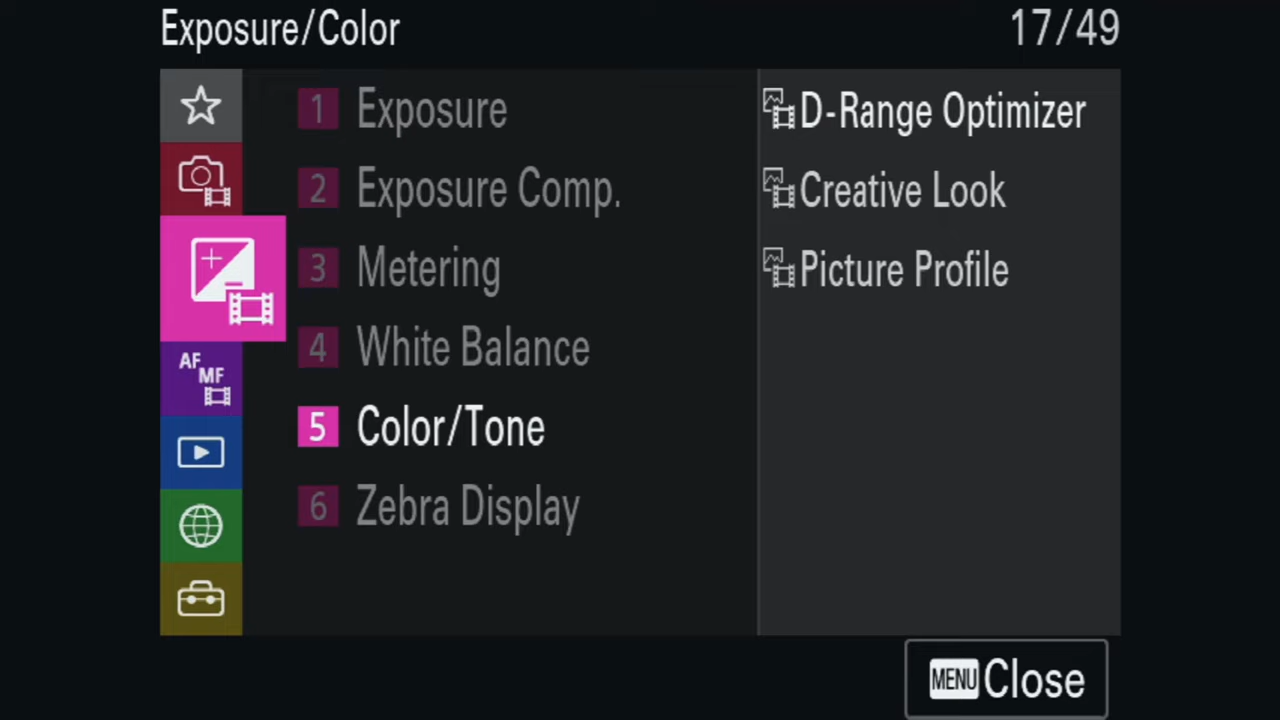 Exposure/Color
17/49
1 Exposure
2 Exposure Comp.
3 Metering
4 White Balance
5 Color/Tone
6 Zebra Display
D-Range Optimizer
Creative Look
Picture Profile
AF MF
MENU Close